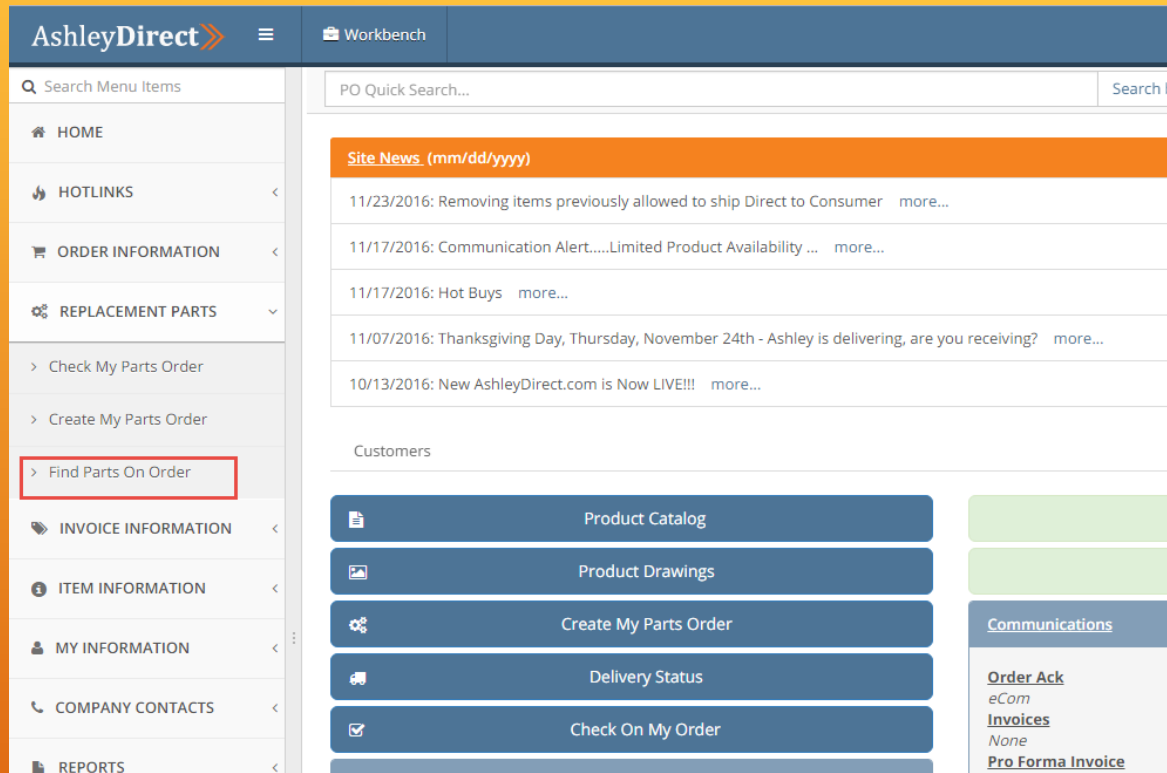 AshleyDirect
Workbench
Search Menu Items
PO Quick Search...
Search
HOME
HOTLINKS
ORDER INFORMATION
REPLACEMENT PARTS
Check My Parts Order
Create My Parts Order
Find Parts On Order
INVOICE INFORMATION
ITEM INFORMATION
MY INFORMATION
COMPANY CONTACTS
REPORTS
Site News (mm/dd/yyyy)
11/23/2016: Removing items previously allowed to ship Direct to Consumer more...
11/17/2016: Communication Alert.....Limited Product Availability ... more...
11/17/2016: Hot Buys more...
11/07/2016: Thanksgiving Day, Thursday, November 24th - Ashley is delivering, are you receiving? more...
10/13/2016: New AshleyDirect.com is Now LIVE!!! more...
Customers
Product Catalog
Product Drawings
Create My Parts Order
Delivery Status
Check On My Order
Communications
Order Ack
eCom
Invoices
None
Pro Forma Invoice